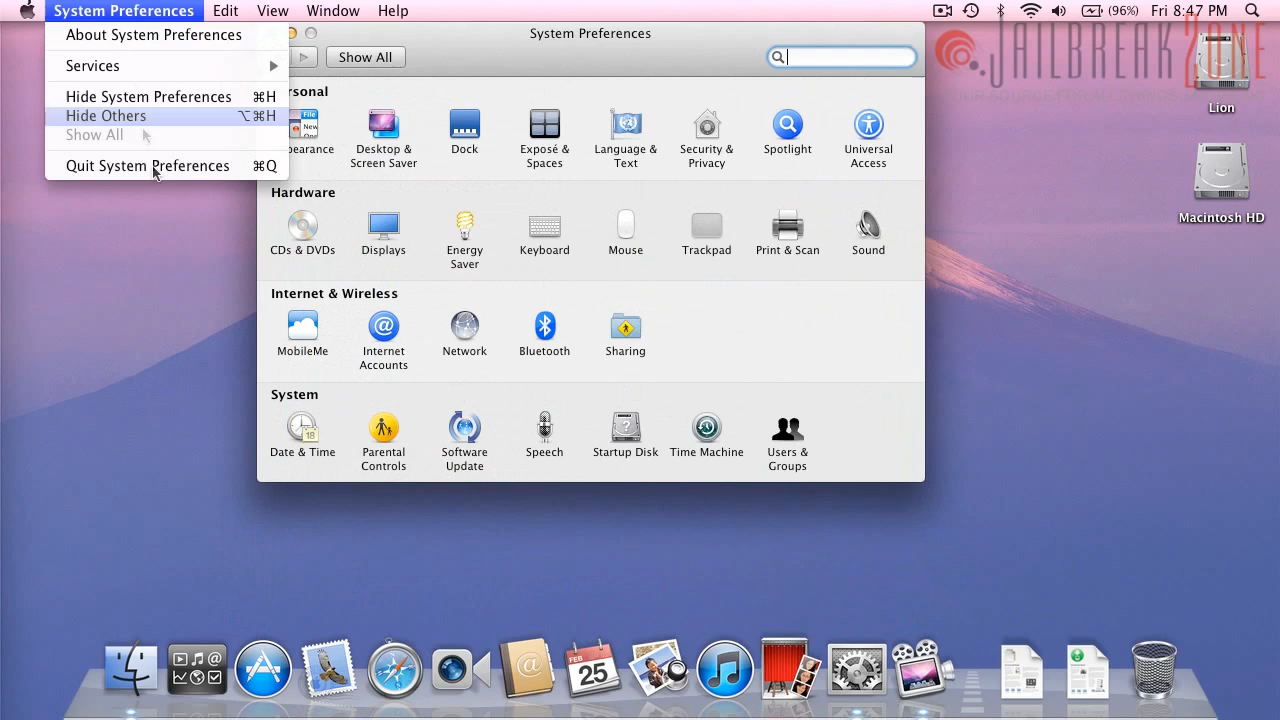 System Preferences Edit View Window Help (96%) Fri 8:47 PM
About System Preferences
Services
Hide System Preferences ⌘H
Hide Others ⌥⌘H
Show All
Quit System Preferences ⌘Q
System Preferences
Show All
rsonal
pearance
Desktop & Screen Saver
Dock
Exposé & Spaces
Language & Text
Security & Privacy
Spotlight
Universal Access
Hardware
CDs & DVDs
Displays
Energy Saver
Keyboard
Mouse
Trackpad
Print & Scan
Sound
Internet & Wireless
MobileMe
Internet Accounts
Network
Bluetooth
Sharing
System
Date & Time
Parental Controls
Software Update
Speech
Startup Disk
Time Machine
Users & Groups
JAILBREAK ZONE
Lion
Macintosh HD
File
New
18
FEB
25